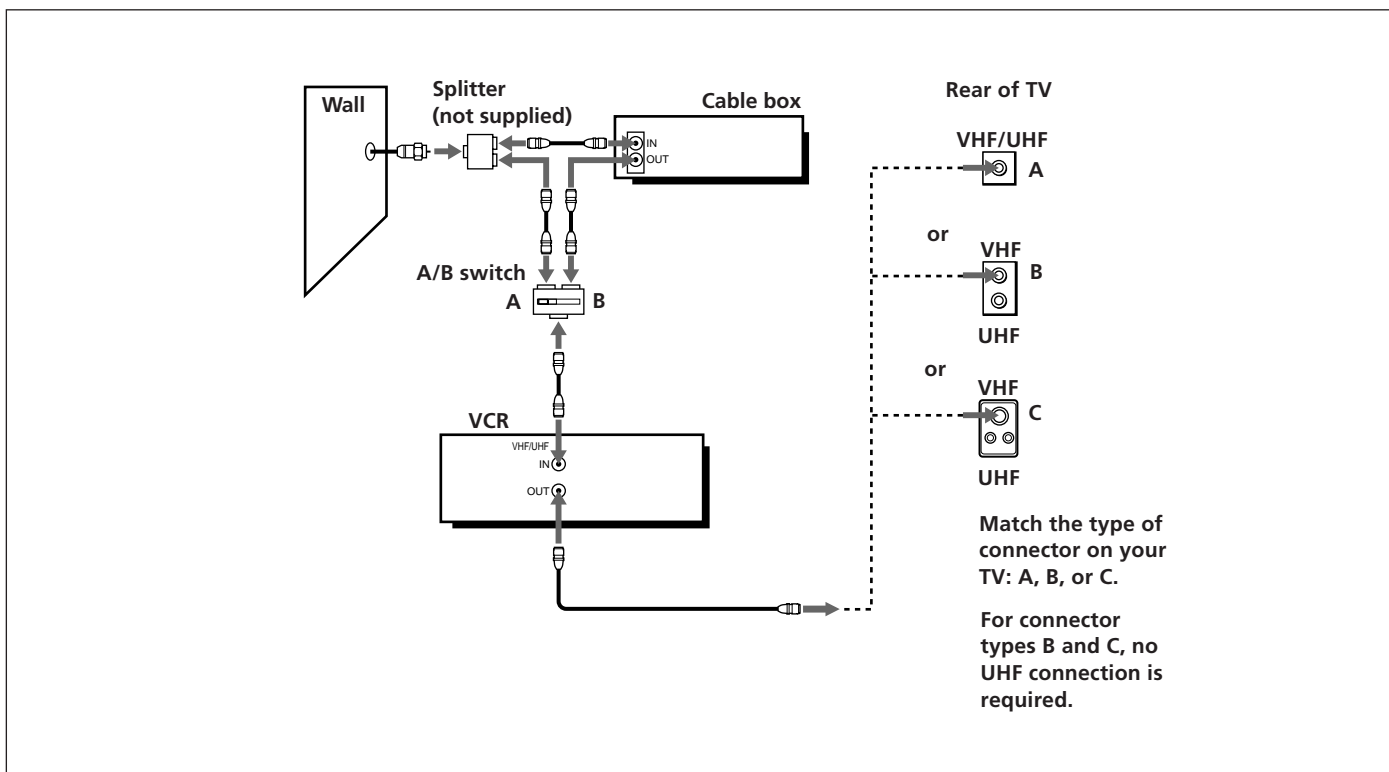 Wall
Splitter
(not supplied)
Cable box
IN
OUT
A/B switch
A
B
VCR
VHF/UHF
IN
OUT
Rear of TV
VHF/UHF
A
or
VHF
B
UHF
or
VHF
C
UHF
Match the type of
connector on your
TV: A, B, or C.
For connector
types B and C, no
UHF connection is
required.